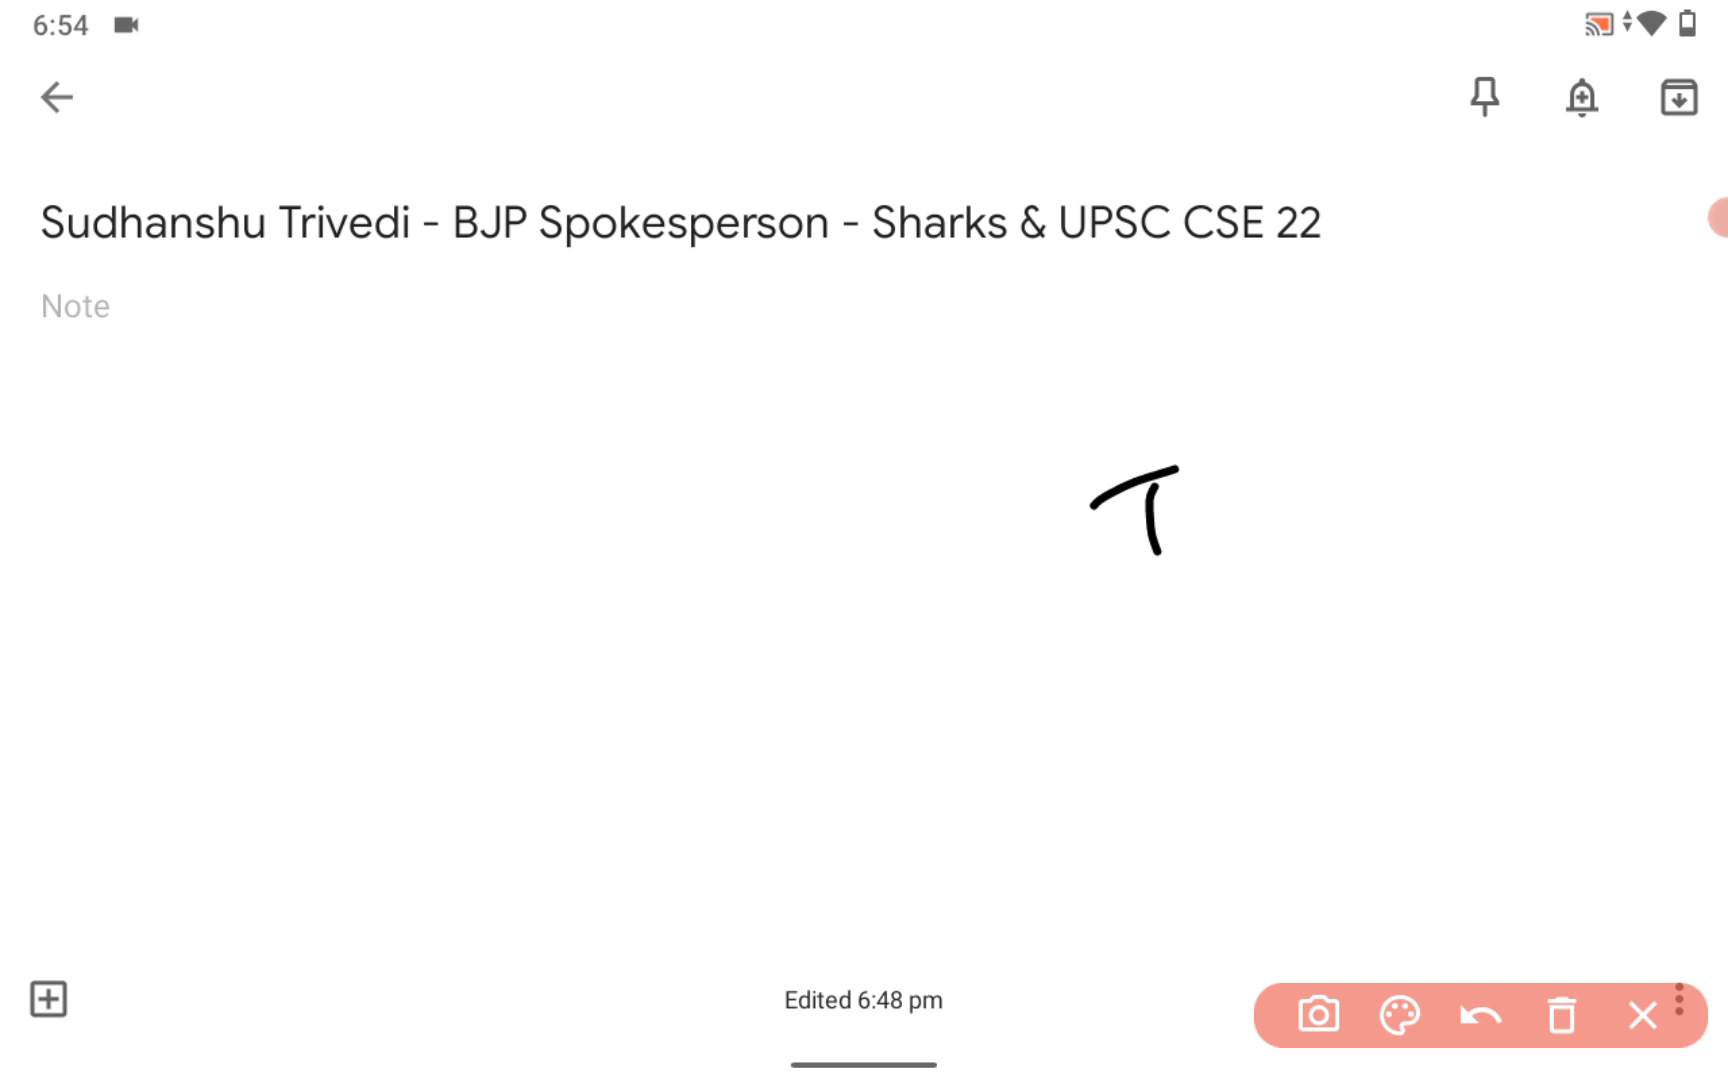 6:54
Sudhanshu Trivedi - BJP Spokesperson - Sharks & UPSC CSE 22
Note
T
Edited 6:48 pm